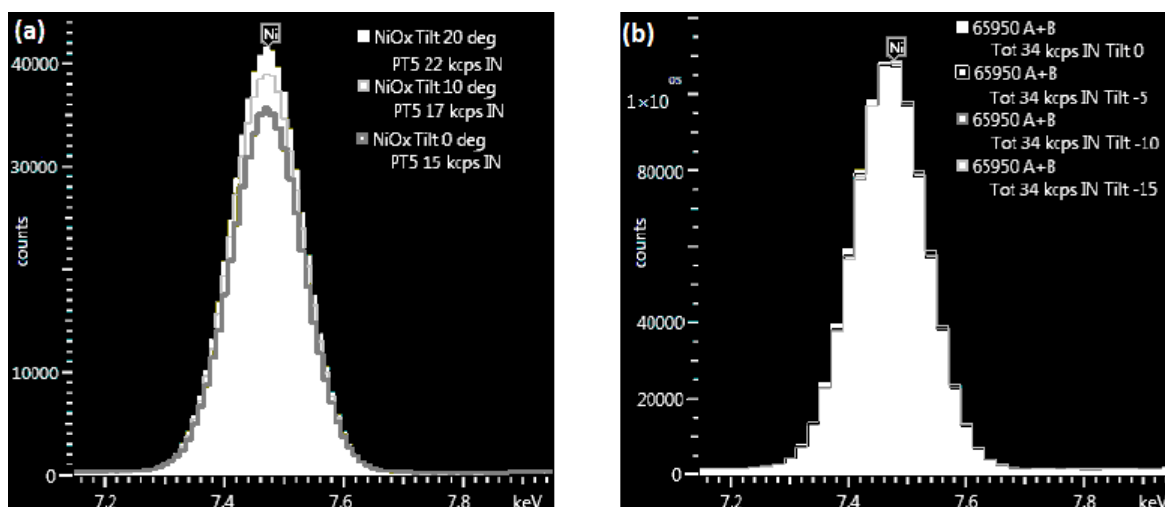 (a)
Ni
NiOx Tilt 20 deg
PT5 22 kcps IN
NiOx Tilt 10 deg
PT5 17 kcps IN
NiOx Tilt 0 deg
PT5 15 kcps IN
40000
30000
counts
10000
0
7.2
7.4
7.6
7.8
keV
(b)
Ni
65950 A+B
Tot 34 kcps IN Tilt 0
65950 A+B
Tot 34 kcps IN Tilt -5
65950 A+B
Tot 34 kcps IN Tilt -10
65950 A+B
Tot 34 kcps IN Tilt -15
1×10
80000
counts
40000
20000
0
7.2
7.4
7.6
7.8
keV